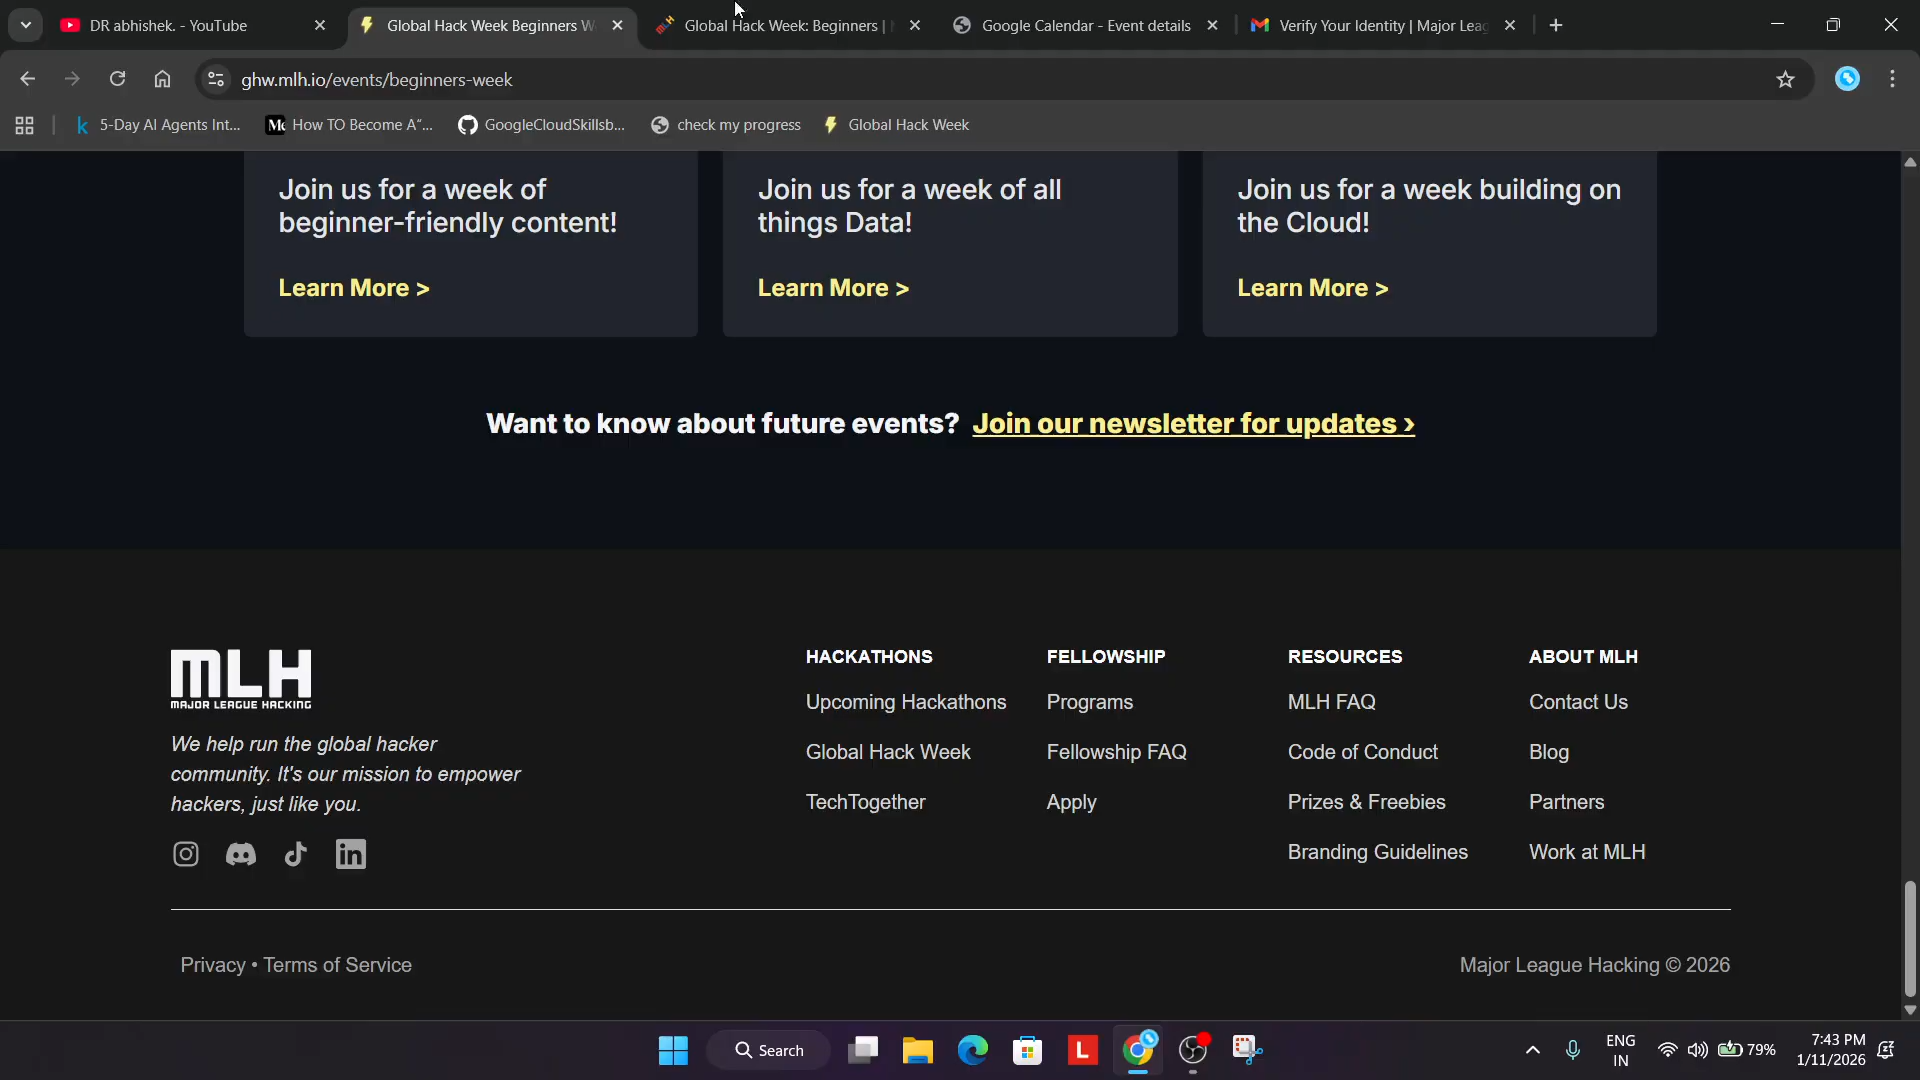 DR abhishek. - YouTube
Global Hack Week Beginners W
Global Hack Week: Beginners |
Google Calendar - Event details
Verify Your Identity | Major Leag
ghw.mlh.io/events/beginners-week
5-Day AI Agents Int...
How TO Become A"...
GoogleCloudSkillsb...
check my progress
Global Hack Week
Join us for a week of
beginner-friendly content!
Learn More >
Join us for a week of all
things Data!
Learn More >
Join us for a week building on
the Cloud!
Learn More >
Want to know about future events? Join our newsletter for updates ›
MLH
MAJOR LEAGUE HACKING
We help run the global hacker
community. It's our mission to empower
hackers, just like you.
HACKATHONS
Upcoming Hackathons
Global Hack Week
TechTogether
FELLOWSHIP
Programs
Fellowship FAQ
Apply
RESOURCES
MLH FAQ
Code of Conduct
Prizes & Freebies
Branding Guidelines
ABOUT MLH
Contact Us
Blog
Partners
Work at MLH
Privacy • Terms of Service
Major League Hacking © 2026
Search
L
ENG
IN
79%
7:43 PM
1/11/2026